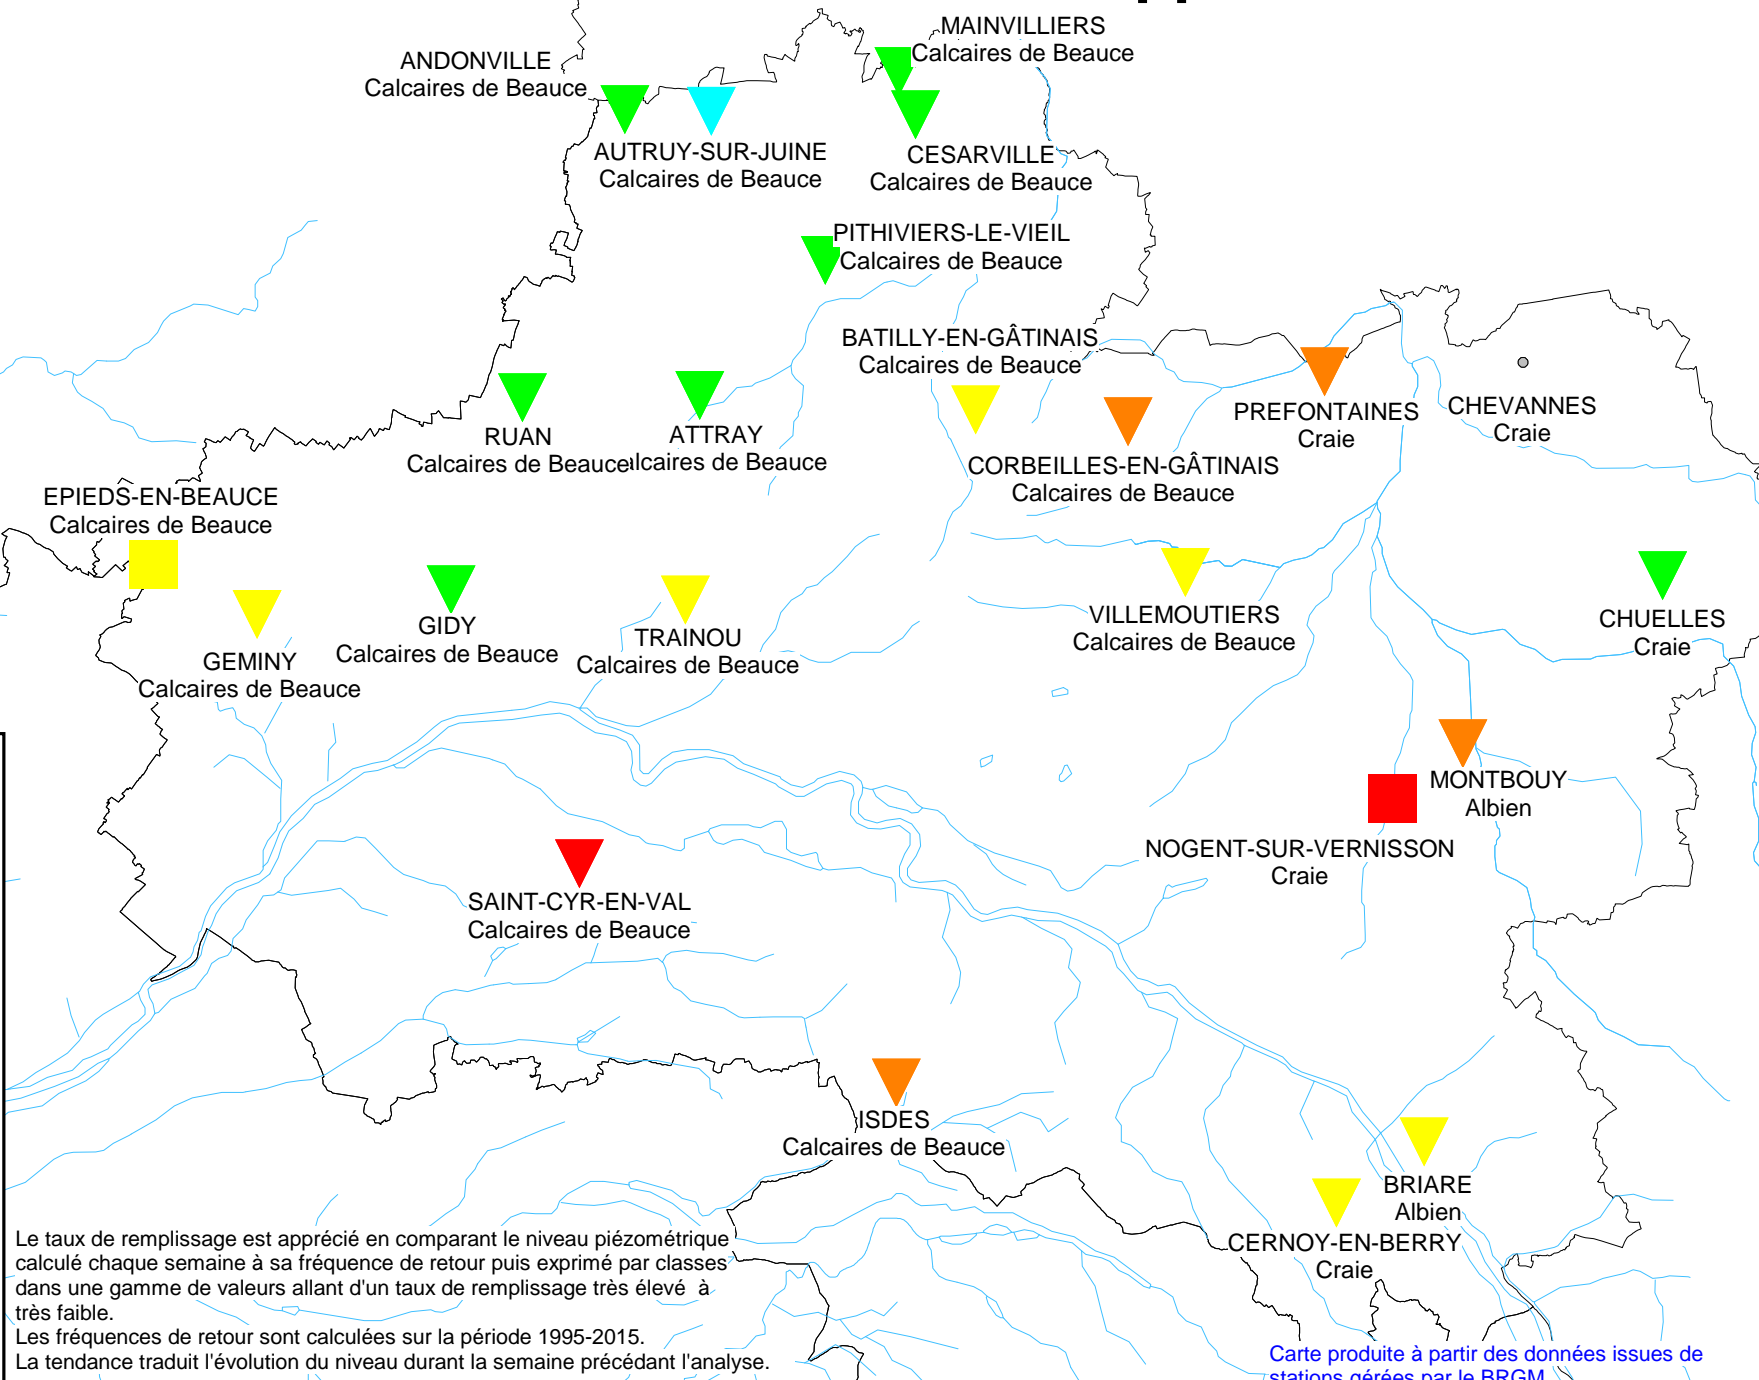 MAINVILLIERS
Calcaires de Beauce
ANDONVILLE
Calcaires de Beauce
AUTRUY-SUR-JUINE
Calcaires de Beauce
CESARVILLE
Calcaires de Beauce
PITHIVIERS-LE-VIEIL
Calcaires de Beauce
BATILLY-EN-GÂTINAIS
Calcaires de Beauce
PREFONTAINES
Craie
CHEVANNES
Craie
RUAN
Calcaires de Beauce
ATTRAY
alcaires de Beauce
CORBEILLES-EN-GÂTINAIS
Calcaires de Beauce
EPIEDS-EN-BEAUCE
Calcaires de Beauce
GIDY
Calcaires de Beauce
TRAINOU
Calcaires de Beauce
VILLEMOUTIERS
Calcaires de Beauce
CHUELLES
Craie
GEMINY
Calcaires de Beauce
MONTBOUY
Albien
NOGENT-SUR-VERNISSON
Craie
SAINT-CYR-EN-VAL
Calcaires de Beauce
ISDES
Calcaires de Beauce
BRIARE
Albien
CERNOY-EN-BERRY
Craie
Le taux de remplissage est apprécié en comparant le niveau piézométrique
calculé chaque semaine à sa fréquence de retour puis exprimé par classes
dans une gamme de valeurs allant d'un taux de remplissage très élevé à
très faible.
Les fréquences de retour sont calculées sur la période 1995-2015.
La tendance traduit l'évolution du niveau durant la semaine précédant l'analyse.
Carte produite à partir des données issues de
stations gérées par le BRGM